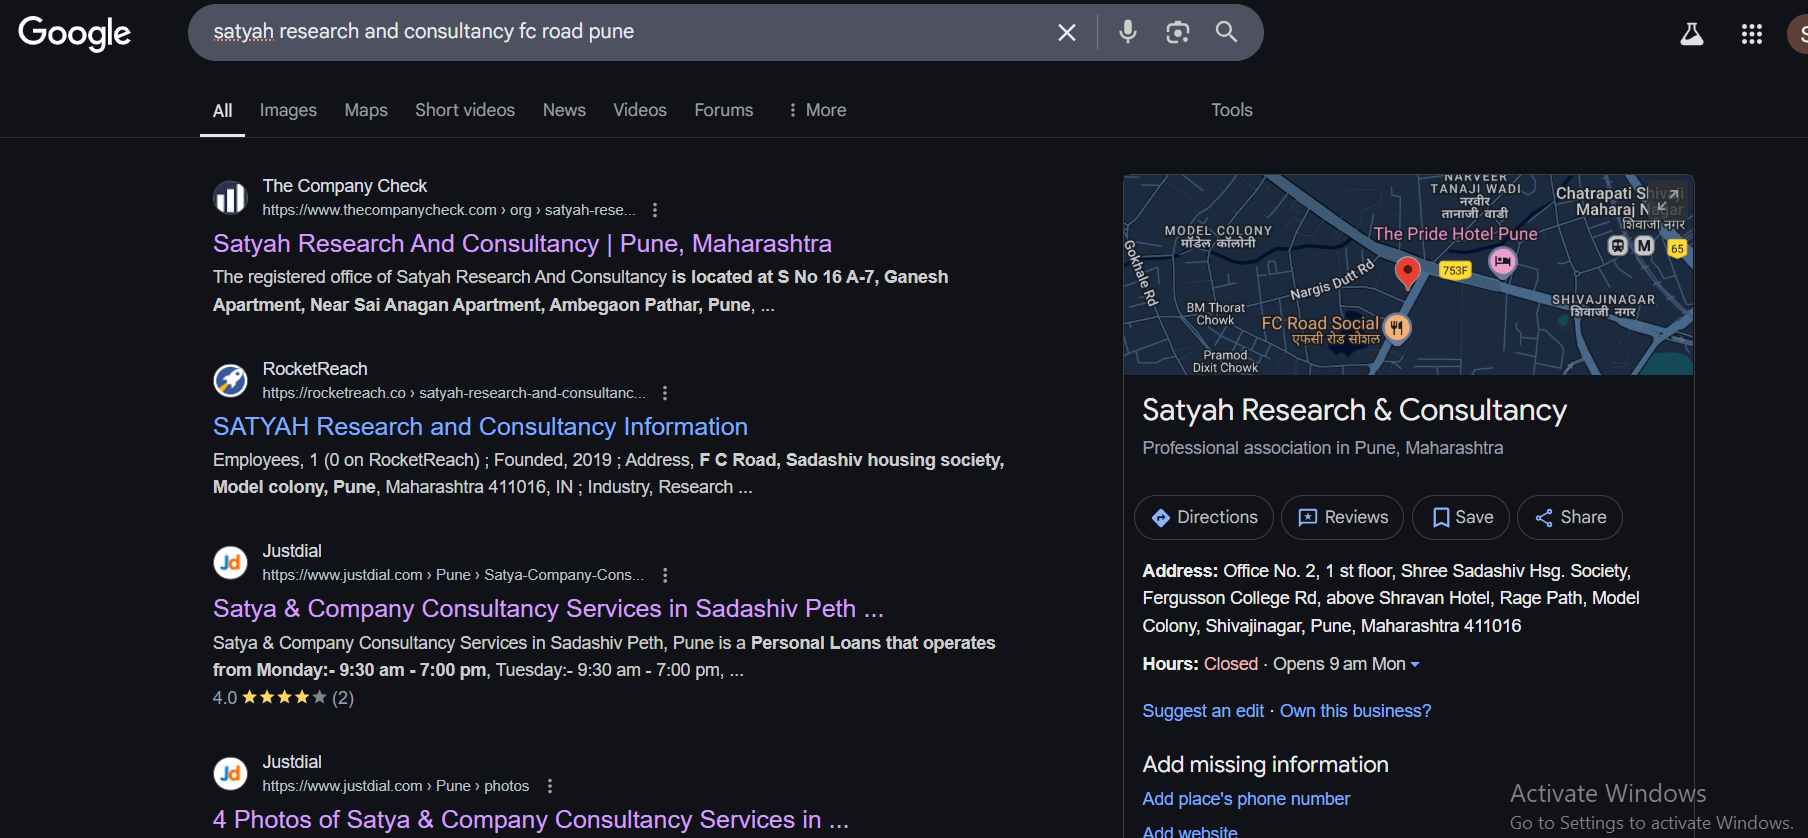 Google
satyah research and consultancy fc road pune
All
Images
Maps
Short videos
News
Videos
Forums
More
Tools
The Company Check
https://www.thecompanycheck.com › org › satyah-rese...
Satyah Research And Consultancy | Pune, Maharashtra
The registered office of Satyah Research And Consultancy is located at S No 16 A-7, Ganesh
Apartment, Near Sai Anagan Apartment, Ambegaon Pathar, Pune, ...
RocketReach
https://rocketreach.co › satyah-research-and-consultanc...
SATYAH Research and Consultancy Information
Employees, 1 (0 on RocketReach) ; Founded, 2019 ; Address, F C Road, Sadashiv housing society,
Model colony, Pune, Maharashtra 411016, IN ; Industry, Research ...
Justdial
https://www.justdial.com › Pune › Satya-Company-Cons...
Satya & Company Consultancy Services in Sadashiv Peth ...
Satya & Company Consultancy Services in Sadashiv Peth, Pune is a Personal Loans that operates
from Monday:- 9:30 am - 7:00 pm, Tuesday:- 9:30 am - 7:00 pm, ...
4.0 (2)
Justdial
https://www.justdial.com › Pune › photos
4 Photos of Satya & Company Consultancy Services in ...
Jd
Jd
S
NARVEER
TANAJI WADI
नरवीर
तानाजी वाडी
Chatrapati Shivaji
Maharaj Nagar
शिवाजी नगर
MODEL COLONY
मॉडेल कॉलोनी
The Pride Hotel Pune
M
65
Gokhale Rd
Nargis Dutt Rd
753F
SHIVAJINAGAR
शिवाजी नगर
BM Thorat
Chowk
FC Road Social
एफसी रोड सोशल
Pramod
Dixit Chowk
Satyah Research & Consultancy
Professional association in Pune, Maharashtra
Directions
Reviews
Save
Share
Address: Office No. 2, 1 st floor, Shree Sadashiv Hsg. Society,
Fergusson College Rd, above Shravan Hotel, Rage Path, Model
Colony, Shivajinagar, Pune, Maharashtra 411016
Hours: Closed · Opens 9 am Mon
Suggest an edit · Own this business?
Add missing information
Add place's phone number
Add website
Activate Windows
Go to Settings to activate Windows.